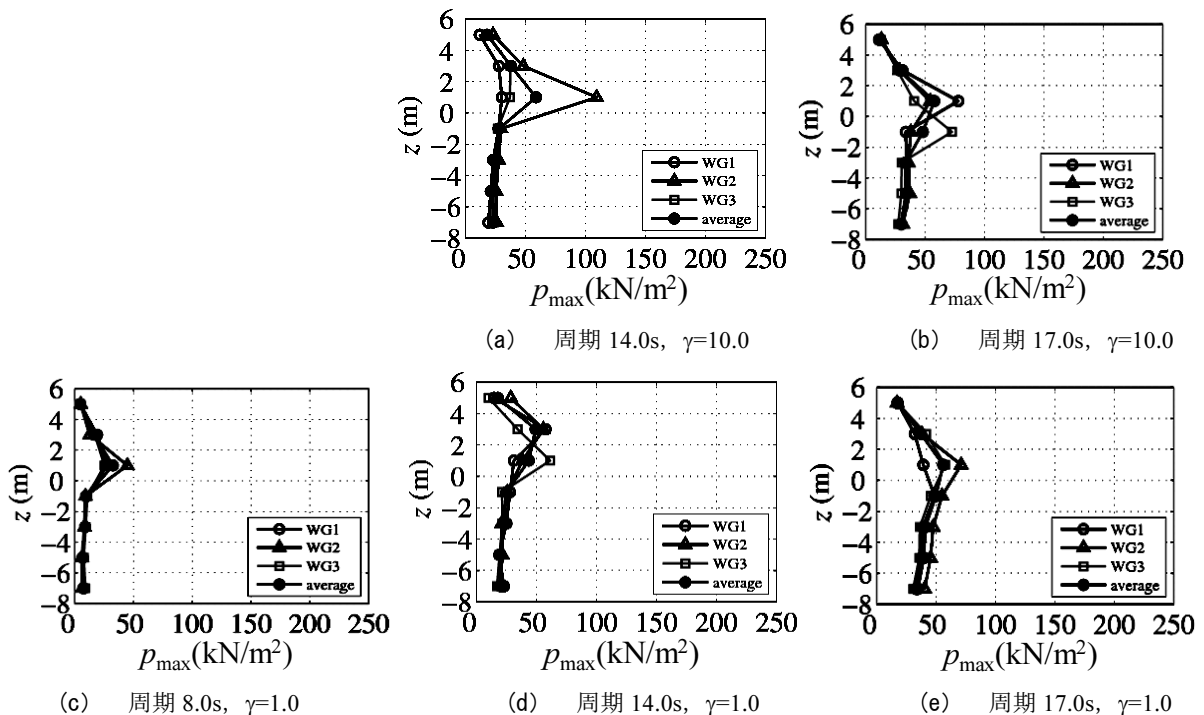 6
4
2
0
−2
−4
−6
−8
z (m)
WG1
WG2
WG3
average
0 50 100 150 200 250
pmax(kN/m²)
(a) 周期 14.0s, γ=10.0
6
4
2
0
−2
−4
−6
−8
z (m)
WG1
WG2
WG3
average
0 50 100 150 200 250
pmax(kN/m²)
(b) 周期 17.0s, γ=10.0
6
4
2
0
−2
−4
−6
−8
z (m)
WG1
WG2
WG3
average
0 50 100 150 200 250
pmax(kN/m²)
(c) 周期 8.0s, γ=1.0
6
4
2
0
−2
−4
−6
−8
z (m)
WG1
WG2
WG3
average
0 50 100 150 200 250
pmax(kN/m²)
(d) 周期 14.0s, γ=1.0
6
4
2
0
−2
−4
−6
−8
z (m)
WG1
WG2
WG3
average
0 50 100 150 200 250
pmax(kN/m²)
(e) 周期 17.0s, γ=1.0